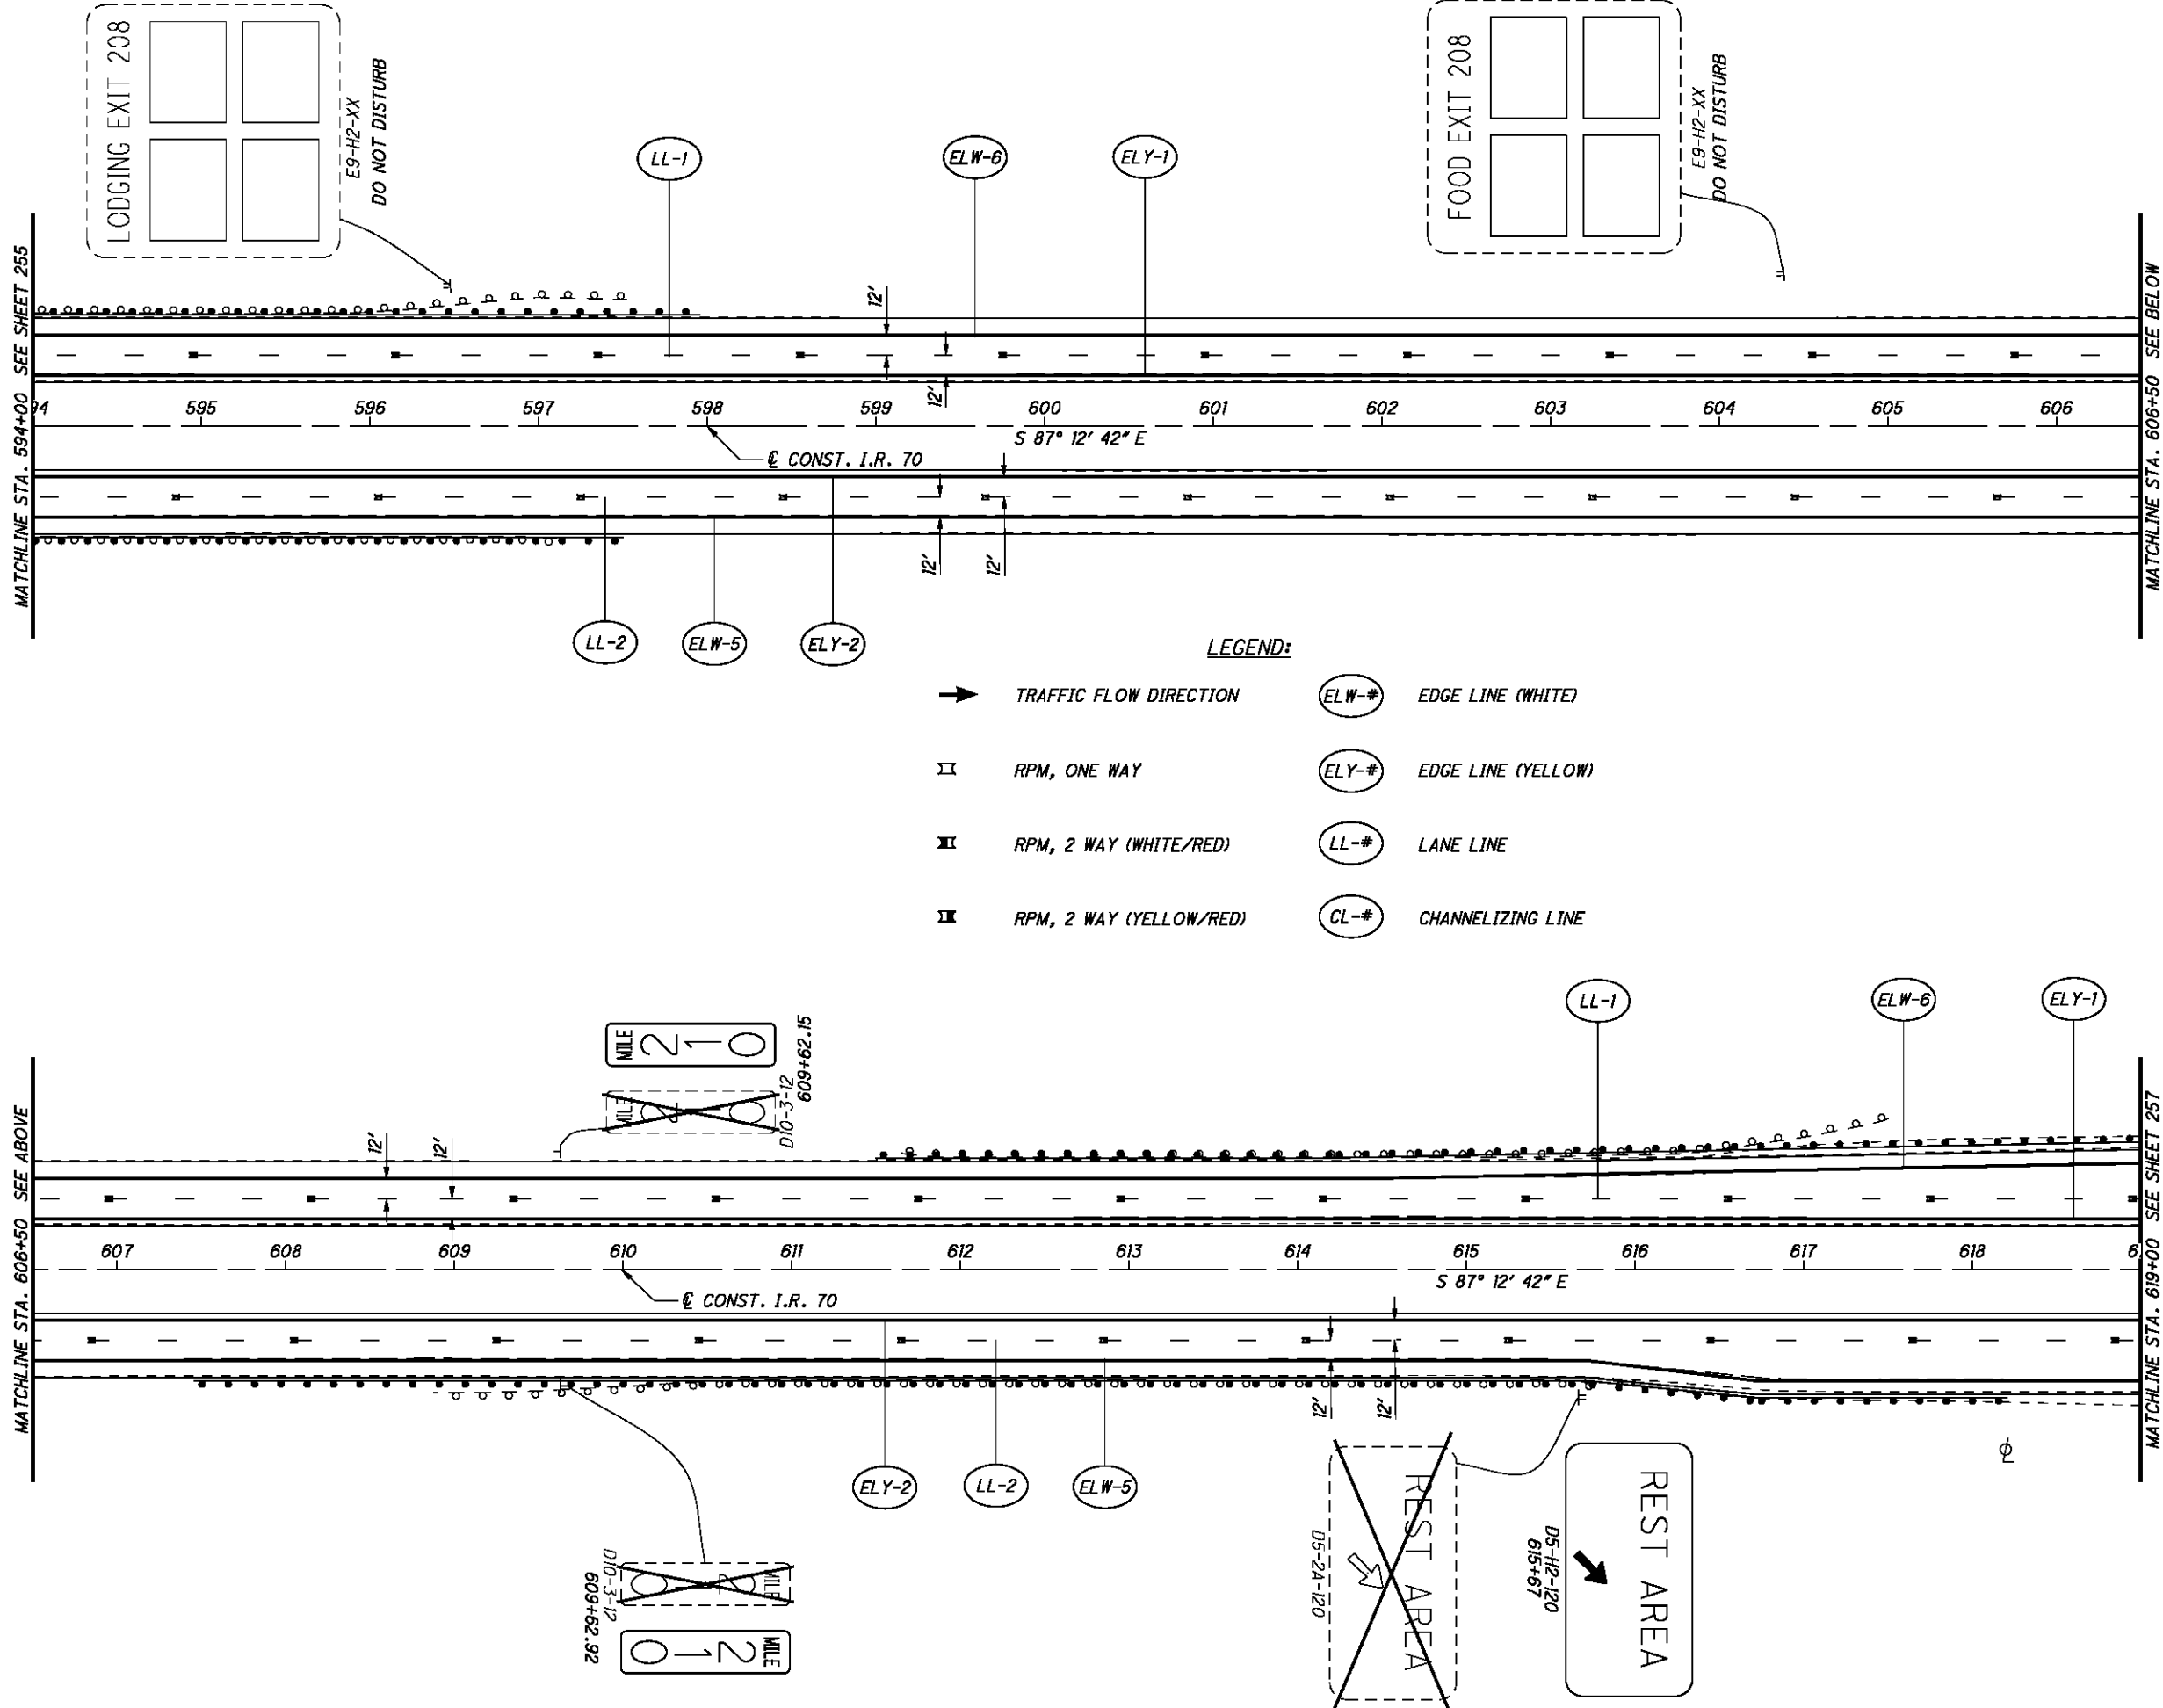 LODGING EXIT 208
E9-H2-XX
DO NOT DISTURB
FOOD EXIT 208
E9-H2-XX
DO NOT DISTURB
LL-1
ELW-6
ELY-1
MATCHLINE STA. 594+00 SEE SHEET 255
MATCHLINE STA. 606+50 SEE BELOW
12'
12'
594
595
596
597
598
599
600
601
602
603
604
605
606
S 87° 12' 42" E
℄ CONST. I.R. 70
12'
12'
LL-2
ELW-5
ELY-2
LEGEND:
TRAFFIC FLOW DIRECTION
ELW-#
EDGE LINE (WHITE)
RPM, ONE WAY
ELY-#
EDGE LINE (YELLOW)
RPM, 2 WAY (WHITE/RED)
LL-#
LANE LINE
RPM, 2 WAY (YELLOW/RED)
CL-#
CHANNELIZING LINE
LL-1
ELW-6
ELY-1
MILE 210
MILE 210
D10-3-12
609+62.15
MATCHLINE STA. 606+50 SEE ABOVE
MATCHLINE STA. 619+00 SEE SHEET 257
12'
12'
607
608
609
610
611
612
613
614
615
616
617
618
S 87° 12' 42" E
℄ CONST. I.R. 70
12'
12'
ELY-2
LL-2
ELW-5
MILE 210
D10-3-12
609+62.92
MILE 210
REST AREA
D5-2A-120
REST AREA
D5-H2-120
615+67